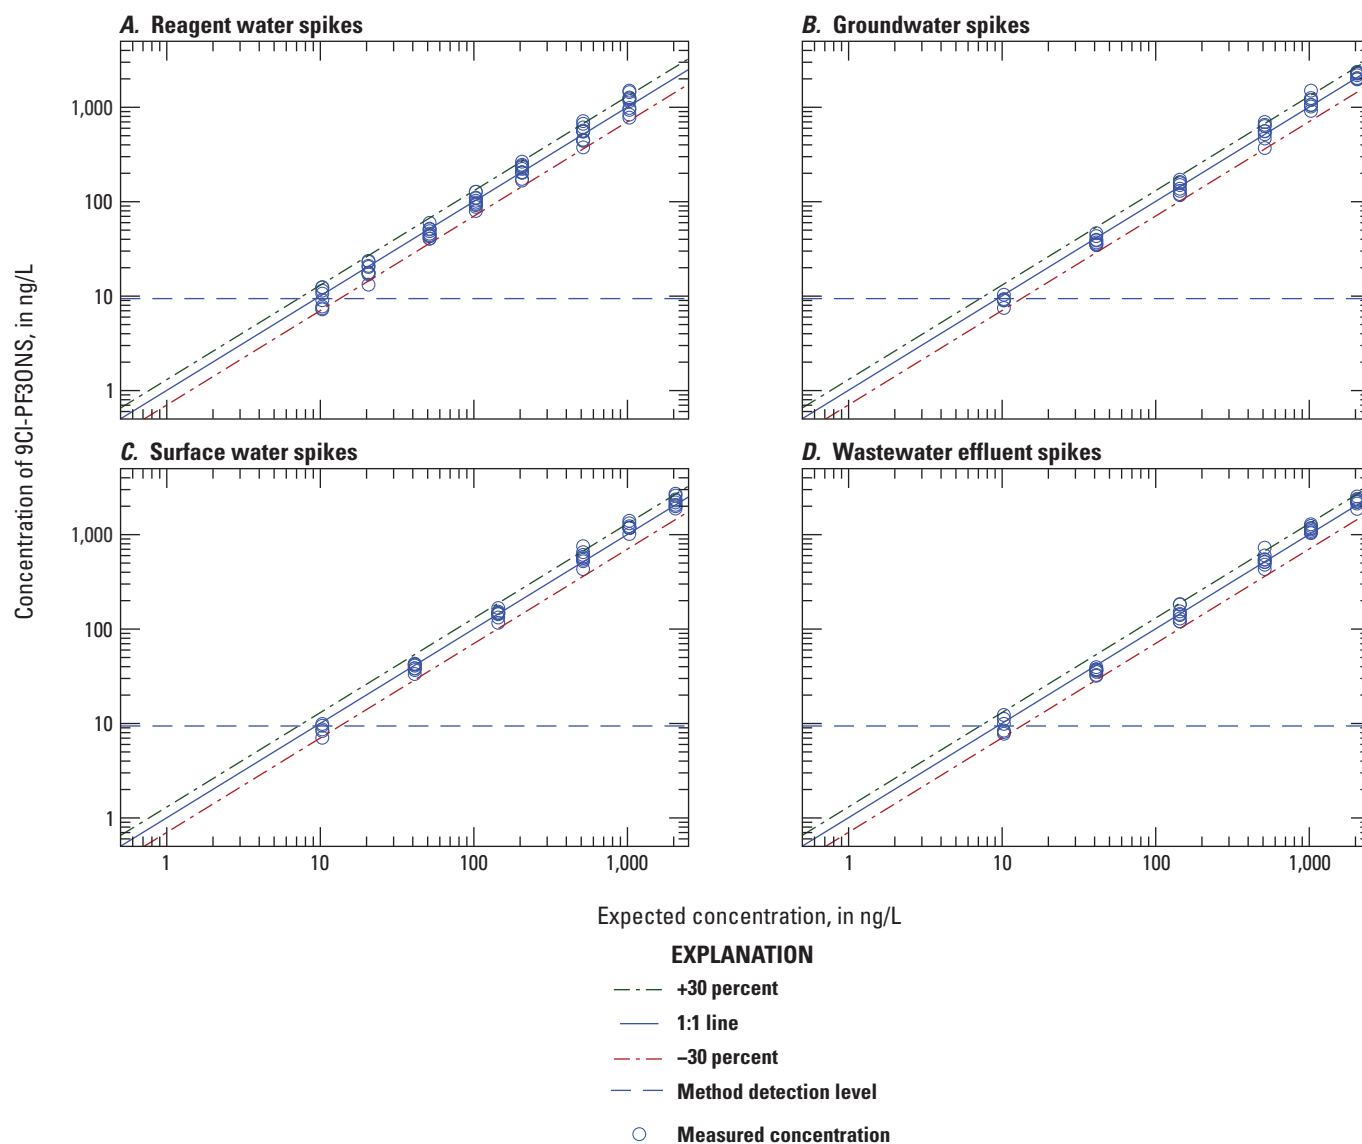 A. Reagent water spikes
B. Groundwater spikes
1,000
100
10
1
C. Surface water spikes
D. Wastewater effluent spikes
1,000
100
10
1
1 10 100 1,000
1 10 100 1,000
Concentration of 9Cl-PF3ONS, in ng/L
Expected concentration, in ng/L
EXPLANATION
+30 percent
1:1 line
–30 percent
Method detection level
Measured concentration